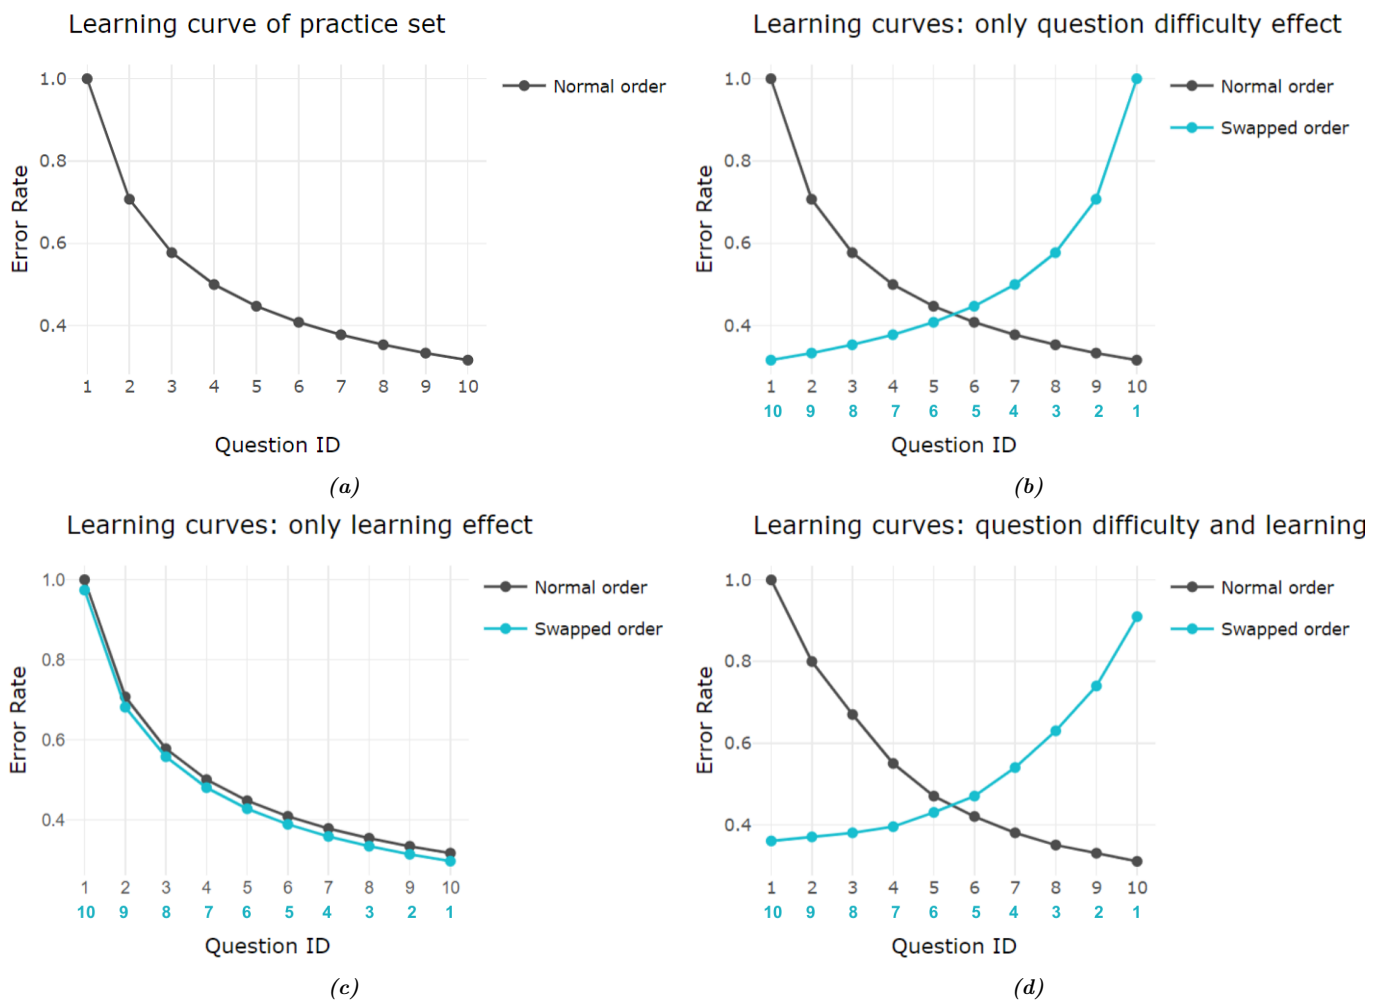 Learning curve of practice set
Normal order
Error Rate
1.0
0.8
0.6
0.4
1 2 3 4 5 6 7 8 9 10
Question ID
(a)
Learning curves: only question difficulty effect
Normal order
Swapped order
Error Rate
1.0
0.8
0.6
0.4
1 2 3 4 5 6 7 8 9 10
10 9 8 7 6 5 4 3 2 1
Question ID
(b)
Learning curves: only learning effect
Normal order
Swapped order
Error Rate
1.0
0.8
0.6
0.4
1 2 3 4 5 6 7 8 9 10
10 9 8 7 6 5 4 3 2 1
Question ID
(c)
Learning curves: question difficulty and learning
Normal order
Swapped order
Error Rate
1.0
0.8
0.6
0.4
1 2 3 4 5 6 7 8 9 10
10 9 8 7 6 5 4 3 2 1
Question ID
(d)